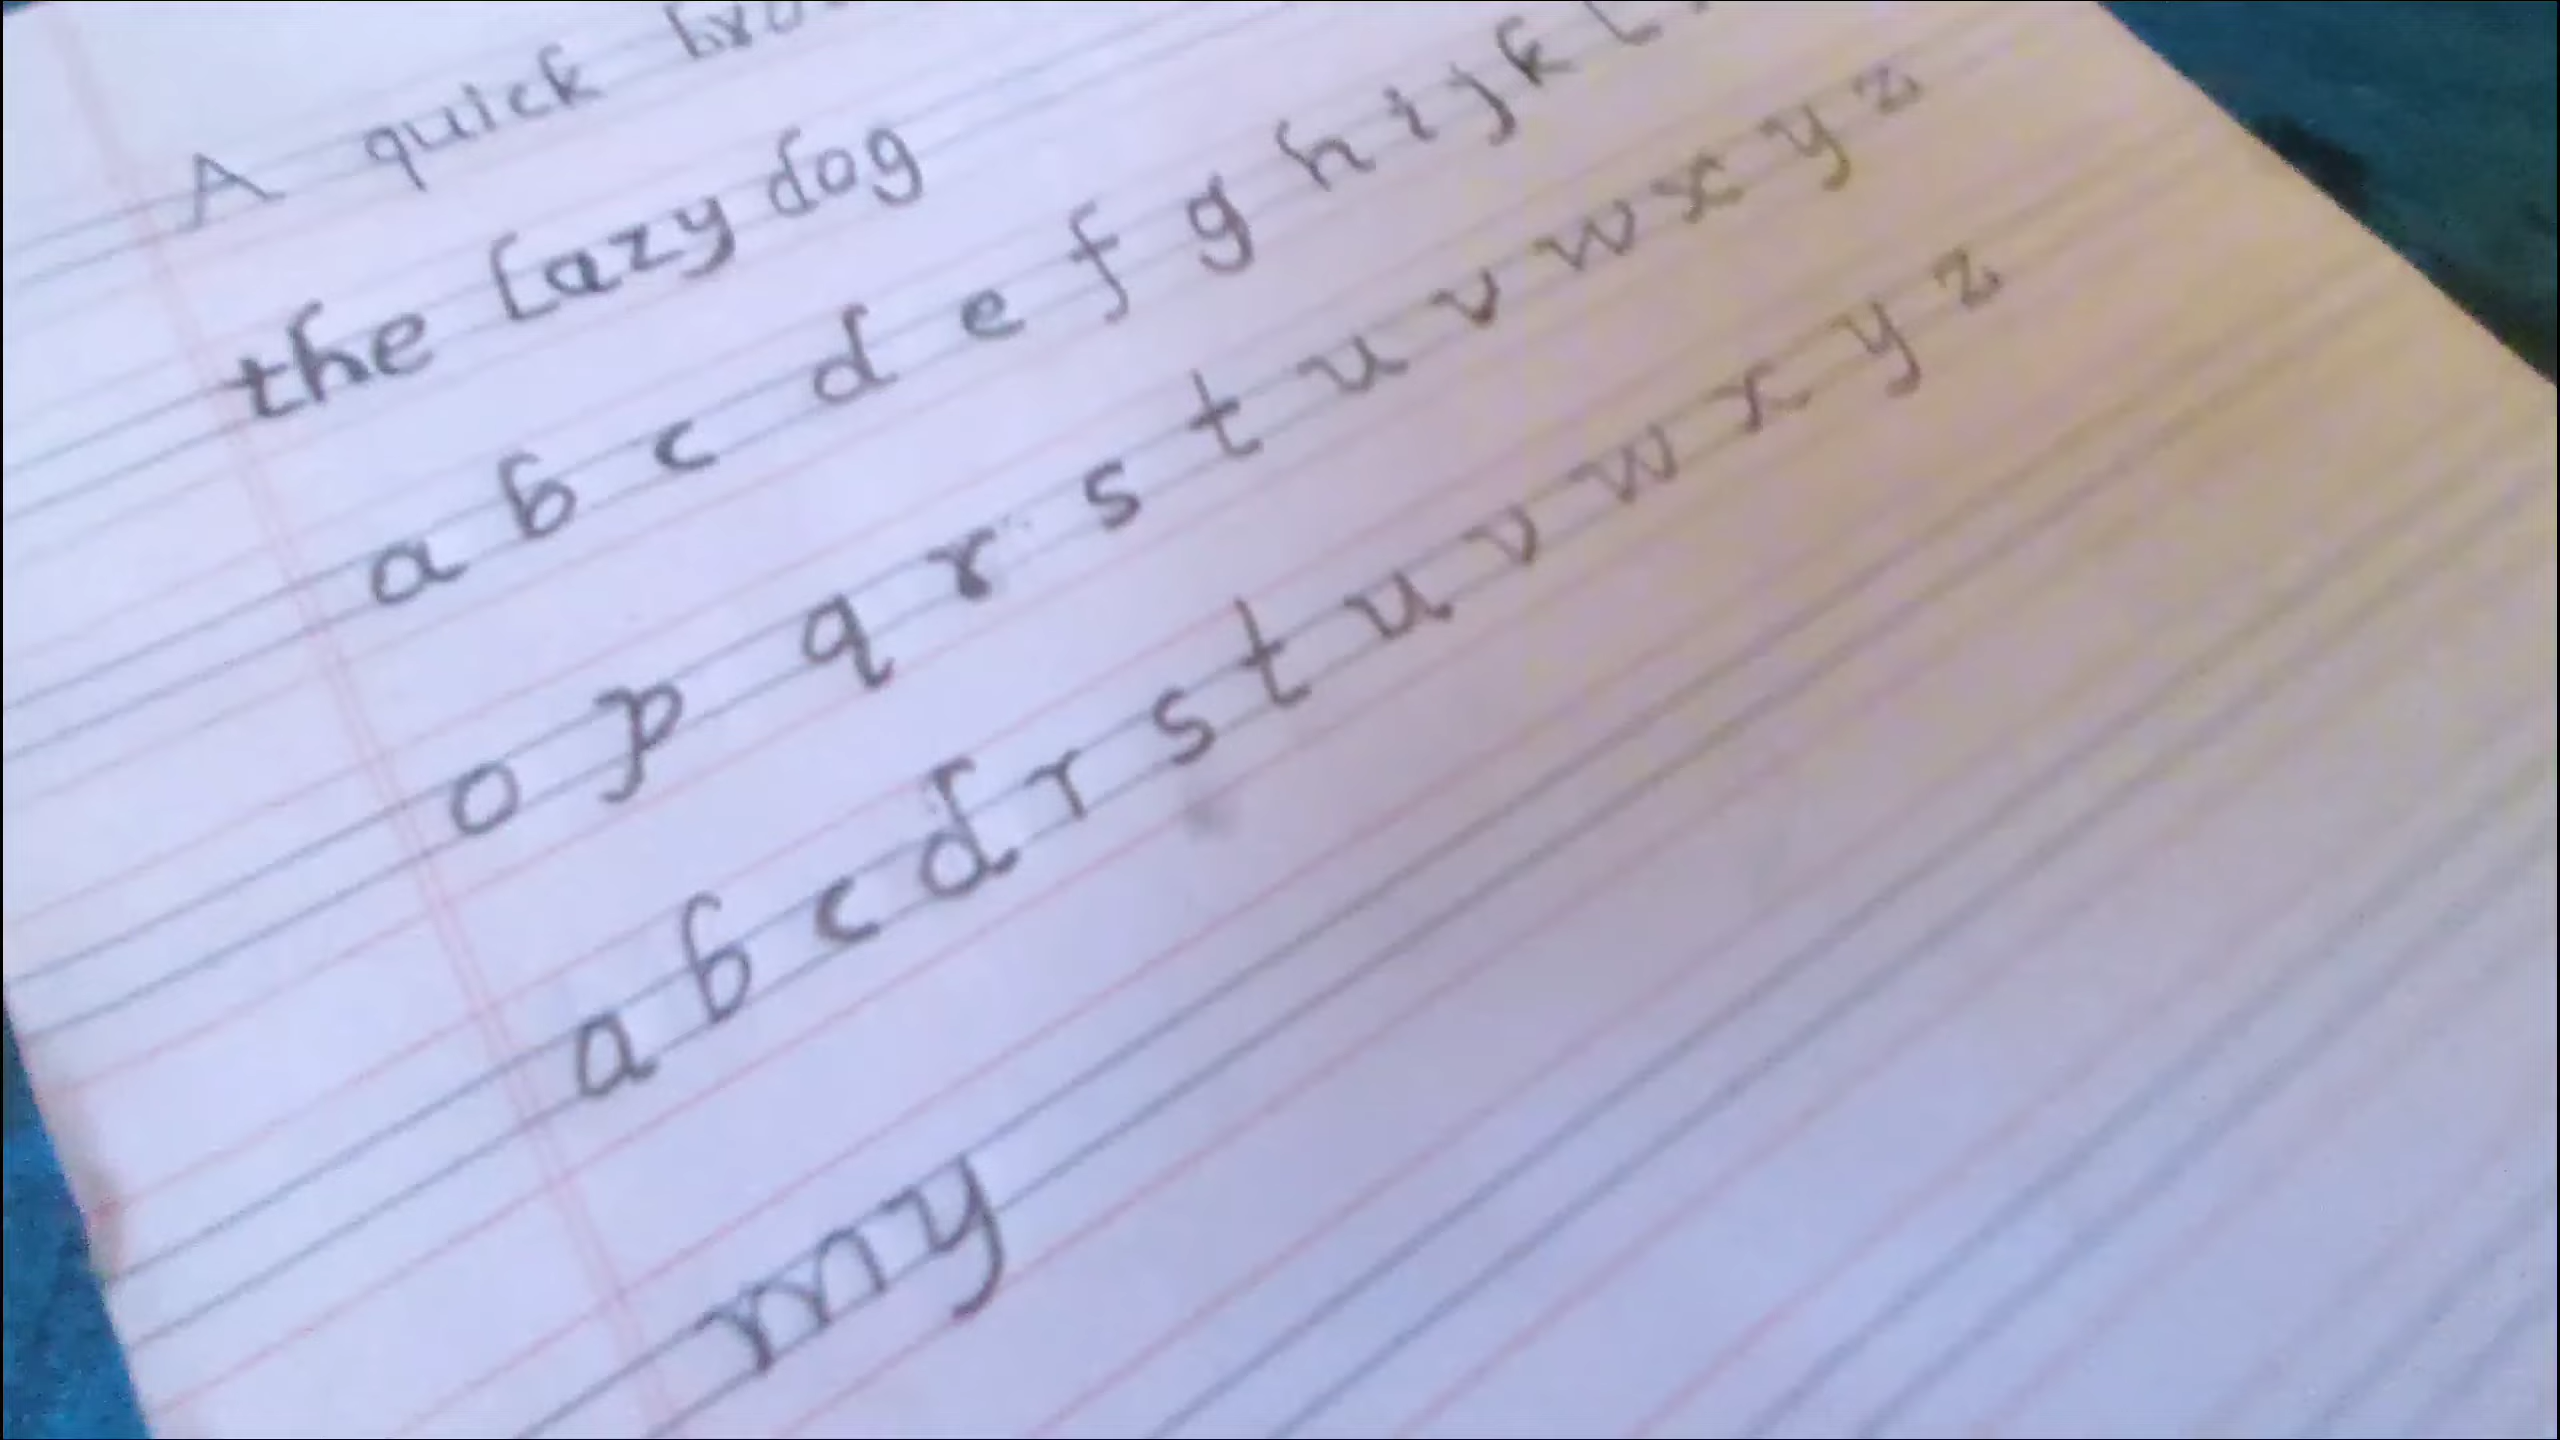 A quick
the lazy dog
a b c d e f g h i j k l
o p q r s t u v w x y z
a b c d r s t u v w x y z
my